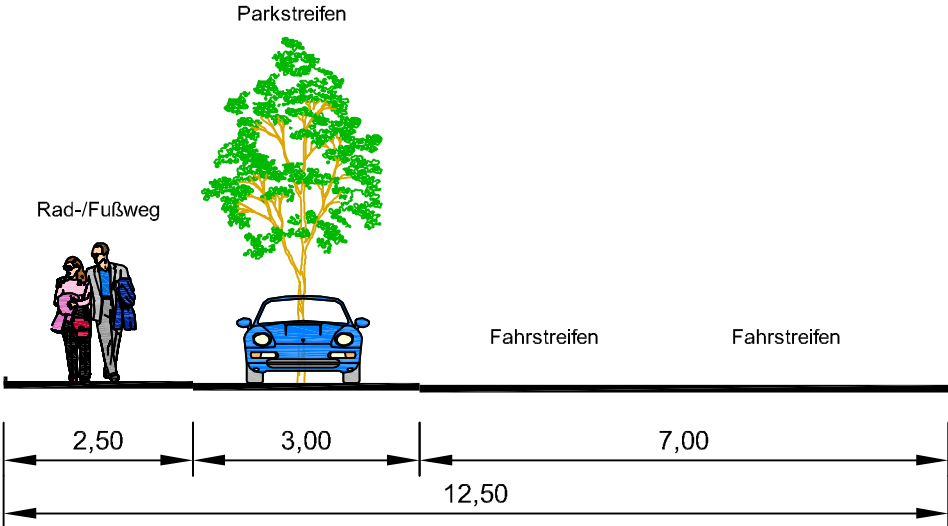 Parkstreifen
Rad-/Fußweg
Fahrstreifen Fahrstreifen
2,50 3,00 7,00
12,50